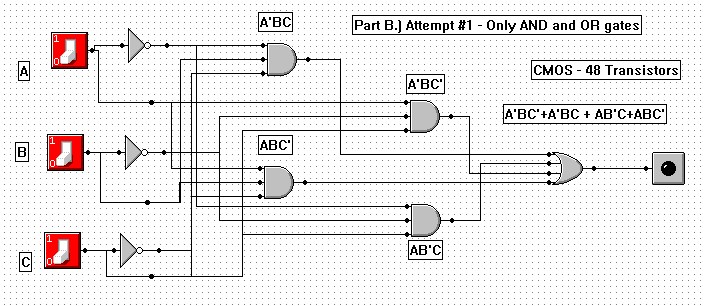 A'BC
Part B.) Attempt #1 - Only AND and OR gates
1
0
A
CMOS - 48 Transistors
A'BC'
A'BC'+A'BC + AB'C+ABC'
1
0
B
ABC'
1
0
C
AB'C